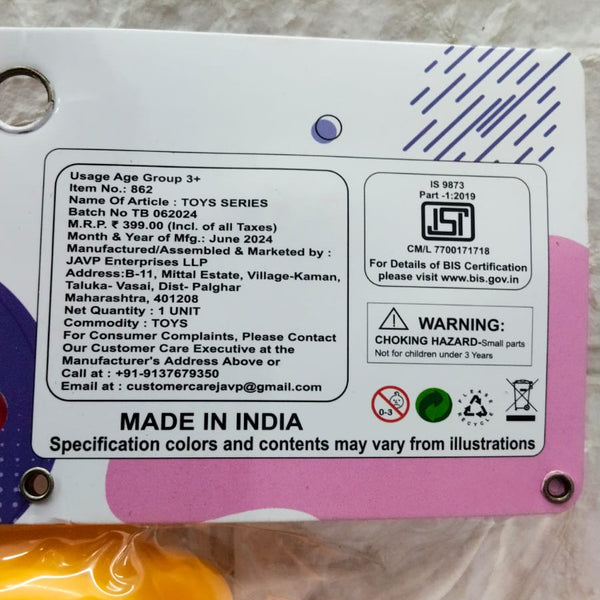 Usage Age Group 3+
Item No.: 862
Name Of Article : TOYS SERIES
Batch No TB 062024
M.R.P. ₹ 399.00 (Incl. of all Taxes)
Month & Year of Mfg.: June 2024
Manufactured/Assembled & Marketed by :
JAVP Enterprises LLP
Address:B-11, Mittal Estate, Village-Kaman,
Taluka- Vasai, Dist- Palghar
Maharashtra, 401208
Net Quantity : 1 UNIT
Commodity : TOYS
For Consumer Complaints, Please Contact
Our Customer Care Executive at the
Manufacturer's Address Above or
Call at : +91-9137679350
Email at : customercarejavp@gmail.com
IS 9873
Part -1:2019
ISI
CM/L 7700171718
For Details of BIS Certification
please visit www.bis.gov.in
WARNING:
CHOKING HAZARD-Small parts
Not for children under 3 Years
0-3
PLEASE RECYCLE
MADE IN INDIA
Specification colors and contents may vary from illustrations